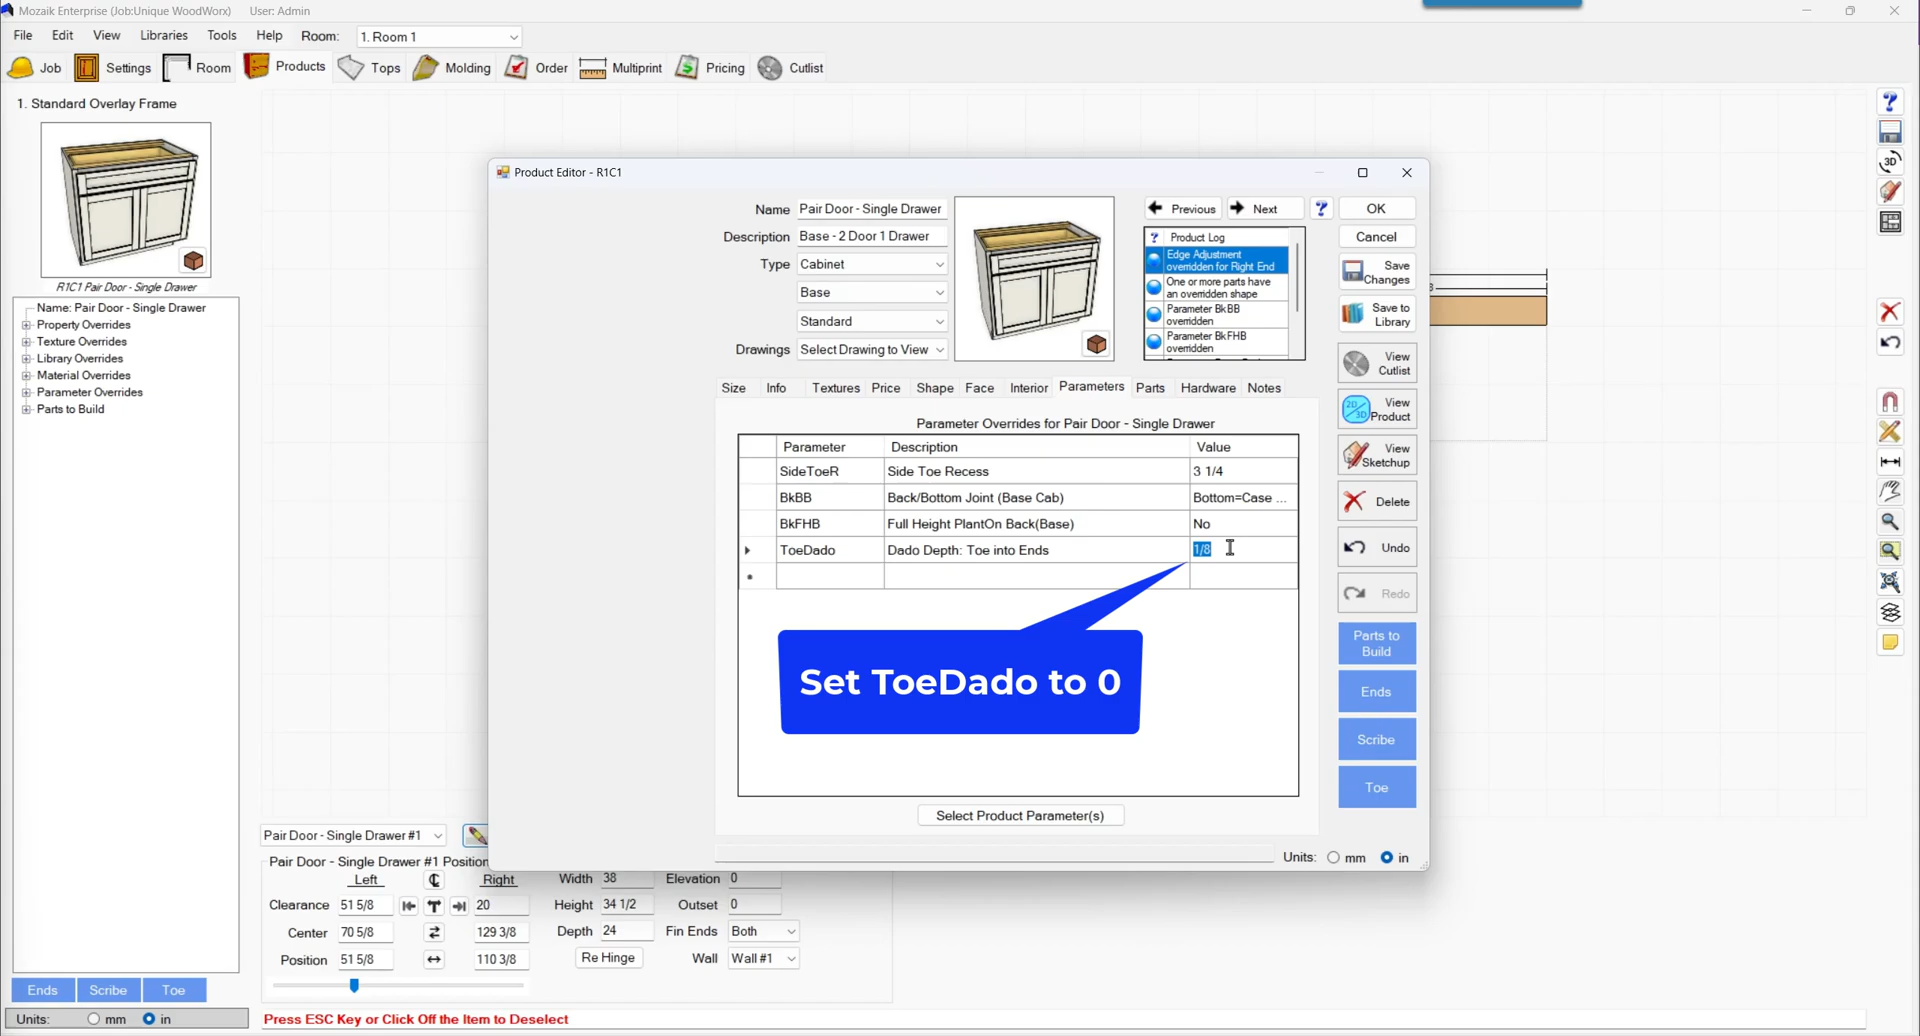 Mozaik Enterprise (Job:Unique WoodWorx) User: Admin
File Edit View Libraries Tools Help Room: 1. Room 1
Job Settings Room Products Tops Molding Order Multiprint Pricing Cutlist
1. Standard Overlay Frame
R1C1 Pair Door - Single Drawer
Name: Pair Door - Single Drawer
Property Overrides
Texture Overrides
Library Overrides
Material Overrides
Parameter Overrides
Parts to Build
Ends Scribe Toe
Units: mm in
Product Editor - R1C1
Name Pair Door - Single Drawer
Description Base - 2 Door 1 Drawer
Type Cabinet
Base
Standard
Drawings Select Drawing to View
Previous Next ? OK
? Product Log
Edge Adjustment
overridden for Right End
One or more parts have
an overridden shape
Parameter BkBB
overridden
Parameter BkFHB
overridden
Cancel
Save
Changes
Save to
Library
View
Cutlist
2D/3D
View
Product
View
Sketchup
Delete
Undo
Redo
Parts to
Build
Ends
Scribe
Toe
Size Info Textures Price Shape Face Interior Parameters Parts Hardware Notes
Parameter Overrides for Pair Door - Single Drawer
Parameter Description Value
SideToeR Side Toe Recess 3 1/4
BkBB Back/Bottom Joint (Base Cab) Bottom=Case ...
BkFHB Full Height PlantOn Back(Base) No
ToeDado Dado Depth: Toe into Ends 1/8
Set ToeDado to 0
Select Product Parameter(s)
Units: mm in
?
3D
Pair Door - Single Drawer #1
Pair Door - Single Drawer #1 Position
Left Right Width 38 Elevation 0
Clearance 51 5/8 20 Height 34 1/2 Outset 0
Center 70 5/8 129 3/8 Depth 24 Fin Ends Both
Position 51 5/8 110 3/8 Re Hinge Wall Wall #1
Press ESC Key or Click Off the Item to Deselect